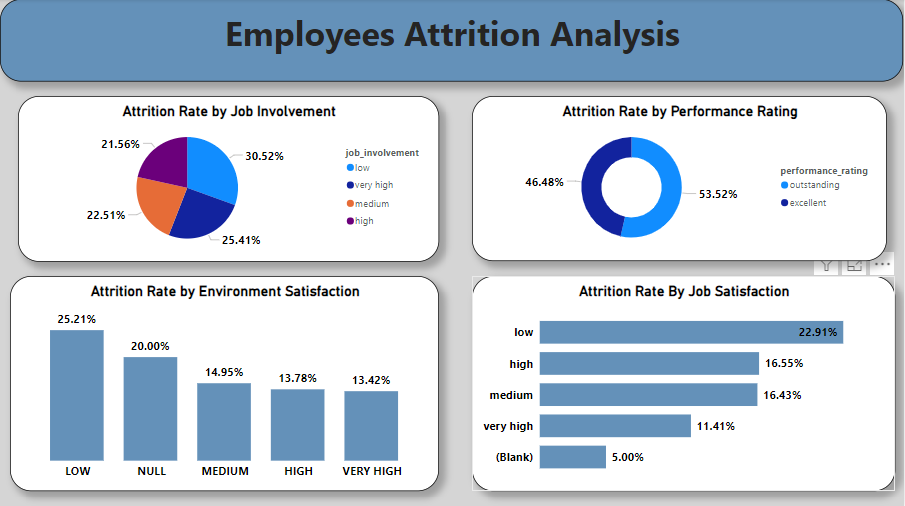 Employees Attrition Analysis
Attrition Rate by Job Involvement
21.56%
30.52%
22.51%
25.41%
job_involvement
low
very high
medium
high
Attrition Rate by Performance Rating
46.48%
53.52%
performance_rating
outstanding
excellent
Attrition Rate by Environment Satisfaction
25.21%
20.00%
14.95%
13.78%
13.42%
LOW
NULL
MEDIUM
HIGH
VERY HIGH
Attrition Rate By Job Satisfaction
low 22.91%
high 16.55%
medium 16.43%
very high 11.41%
(Blank) 5.00%